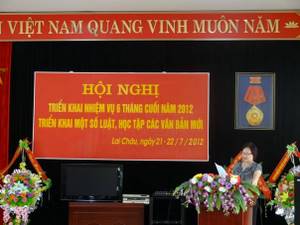 VIỆT NAM QUANG VINH MUÔN NĂM
HỘI NGHỊ
TRIỂN KHAI NHIỆM VỤ 6 THÁNG CUỐI NĂM 2012
TRIỂN KHAI MỘT SỐ LUẬT, HỌC TẬP CÁC VĂN BẢN MỚI
Lai Châu, ngày 21-22/7/2012